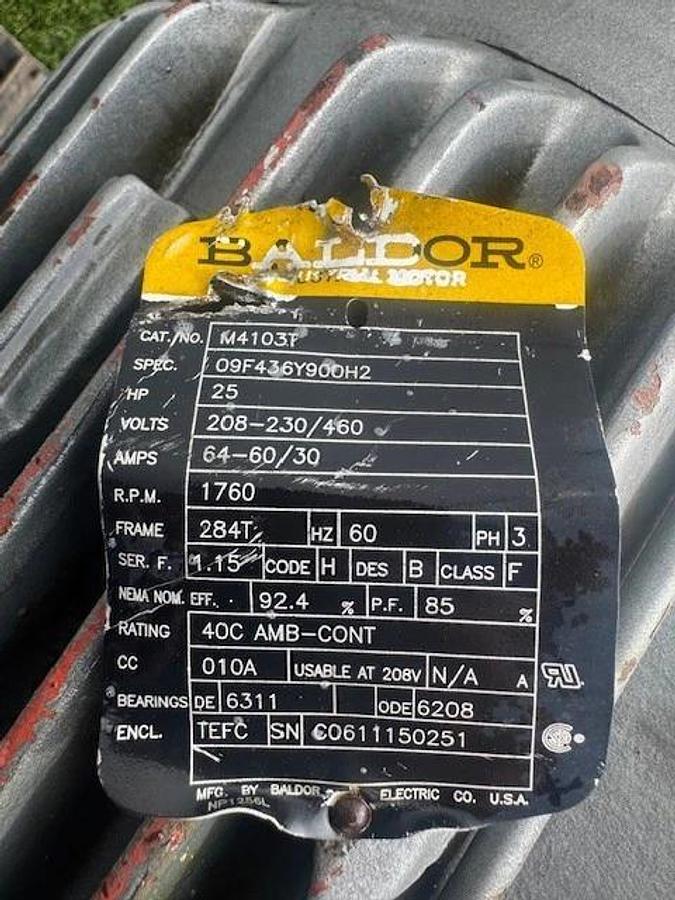 BALDOR®
INDUSTRIAL MOTOR
CAT./NO. M4103T
SPEC. 09F436Y900H2
HP 25
VOLTS 208-230/460
AMPS 64-60/30
R.P.M. 1760
FRAME 284T HZ 60 PH 3
SER. F. 1.15 CODE H DES B CLASS F
NEMA NOM. EFF. 92.4 % P.F. 85 %
RATING 40C AMB-CONT
CC 010A USABLE AT 208V N/A A
BEARINGS DE 6311 ODE 6208
ENCL. TEFC SN C0611150251
MFG. BY BALDOR ELECTRIC CO. U.S.A.
NP1256L